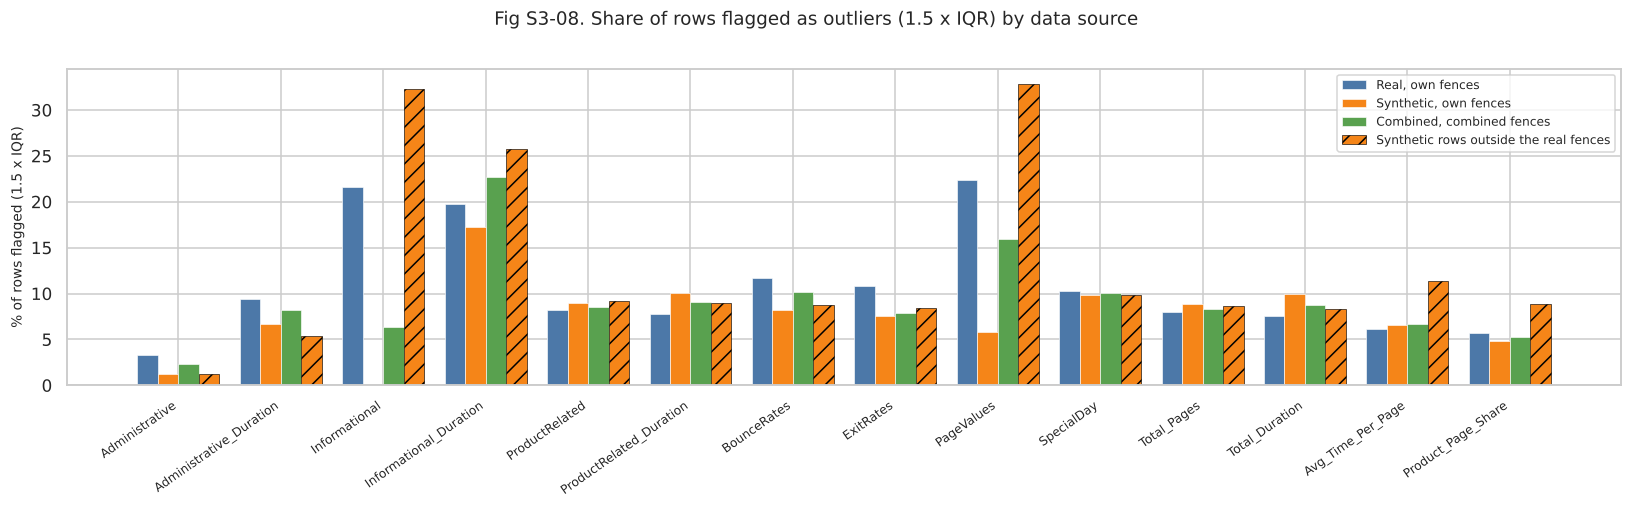 Fig S3-08. Share of rows flagged as outliers (1.5 x IQR) by data source
% of rows flagged (1.5 x IQR)
30
25
20
15
10
5
0
Real, own fences
Synthetic, own fences
Combined, combined fences
Synthetic rows outside the real fences
Administrative
Administrative_Duration
Informational
Informational_Duration
ProductRelated
ProductRelated_Duration
BounceRates
ExitRates
PageValues
SpecialDay
Total_Pages
Total_Duration
Avg_Time_Per_Page
Product_Page_Share